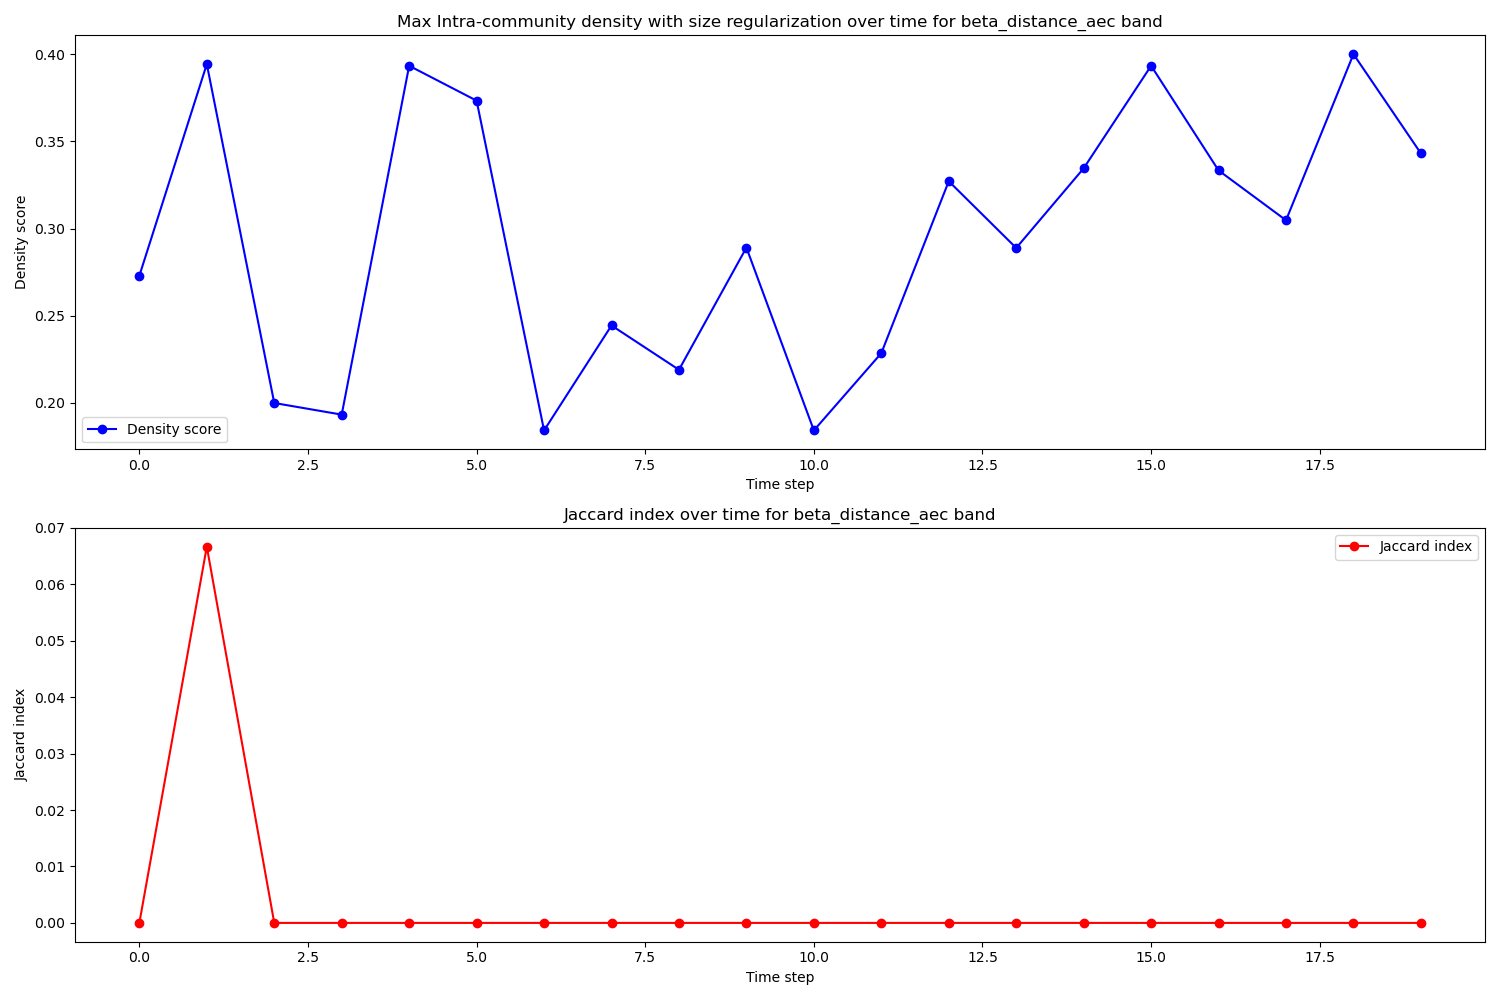 Max Intra-community density with size regularization over time for beta_distance_aec band
Density score
0.40
0.35
0.30
0.25
0.20
Density score
0.0 2.5 5.0 7.5 10.0 12.5 15.0 17.5
Time step
Jaccard index over time for beta_distance_aec band
Jaccard index
0.07
0.06
0.05
0.04
0.03
0.02
0.01
0.00
Jaccard index
0.0 2.5 5.0 7.5 10.0 12.5 15.0 17.5
Time step